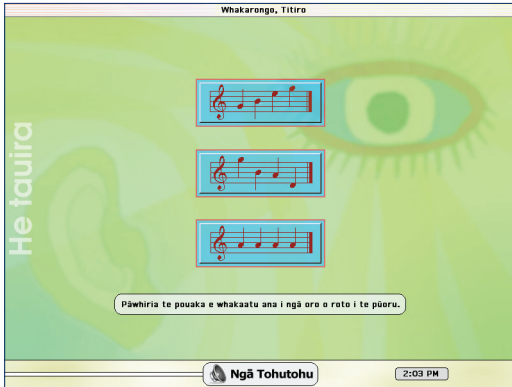 Whakarongo, Titiro
He tauira
Pāwhiria te pouaka e whakaatu ana i ngā oro o roto i te pūoru.
Ngā Tohutohu
2:03 PM